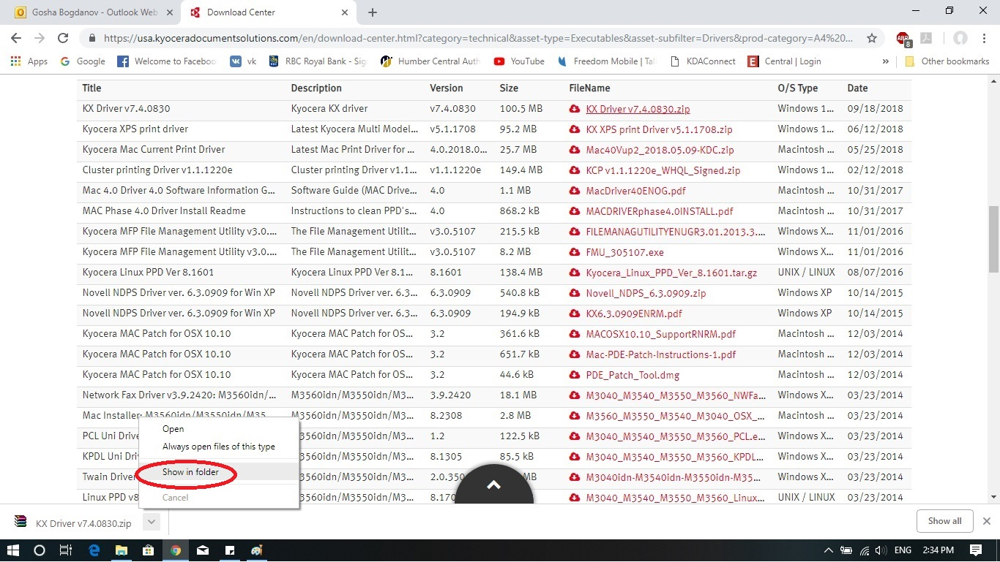 Gosha Bogdanov - Outlook Web
Download Center
https://usa.kyoceradocumentsolutions.com/en/download-center.html?category=technical&asset-type=Executables&asset-subfilter=Drivers&prod-category=A4%20...
ABP 8
Apps Google Welcome to Faceboo vk RBC Royal Bank - Sig Humber Central Auth YouTube Freedom Mobile | Tal KDAConnect Central | Login » Other bookmarks
Title Description Version Size FileName O/S Type Date
KX Driver v7.4.0830 Kyocera KX driver v7.4.0830 100.5 MB KX Driver v7.4.0830.zip Windows 1... 09/18/2018
Kyocera XPS print driver Latest Kyocera Multi Model... v5.1.1708 95.2 MB KX XPS print Driver v5.1.1708.zip Windows 1... 06/12/2018
Kyocera Mac Current Print Driver Latest Mac Print Driver for ... 4.0.2018.0... 25.7 MB Mac40Vup2_2018.05.09-KDC.zip Macintosh ... 05/25/2018
Cluster printing Driver v1.1.1220e Cluster printing Driver v1.1... v1.1.1220e 149.4 MB KCP v1.1.1220e_WHQL_Signed.zip Windows 1... 02/12/2018
Mac 4.0 Driver 4.0 Software Information G... Software Guide (MAC Drive... 4.0 1.1 MB MacDriver40ENOG.pdf Macintosh ... 10/31/2017
MAC Phase 4.0 Driver Install Readme Instructions to clean PPD's... 4.0 868.2 kB MACDRIVERphase4.0INSTALL.pdf Macintosh ... 10/31/2017
Kyocera MFP File Management Utility v3.0.... The File Management Utilit... v3.0.5107 215.5 kB FILEMANAGUTILITYENUGR3.01.2013.3.... Windows X... 11/01/2016
Kyocera MFP File Management Utility v3.0.... The File Management Utilit... v3.0.5107 8.2 MB FMU_305107.exe Windows X... 11/01/2016
Kyocera Linux PPD Ver 8.1601 Kyocera Linux PPD Ver 8.1... 8.1601 138.4 MB Kyocera_Linux_PPD_Ver_8.1601.tar.gz UNIX / LINUX 08/07/2016
Novell NDPS Driver ver. 6.3.0909 for Win XP Novell NDPS Driver ver. 6.3... 6.3.0909 540.8 kB Novell_NDPS_6.3.0909.zip Windows XP 10/14/2015
Novell NDPS Driver ver. 6.3.0909 for Win XP Novell NDPS Driver ver. 6.3... 6.3.0909 194.9 kB KX6.3.0909ENRM.pdf Windows XP 10/14/2015
Kyocera MAC Patch for OSX 10.10 Kyocera MAC Patch for OS... 3.2 361.6 kB MACOSX10.10_SupportRNRM.pdf Macintosh ... 12/03/2014
Kyocera MAC Patch for OSX 10.10 Kyocera MAC Patch for OS... 3.2 651.7 kB Mac-PDE-Patch-Instructions-1.pdf Macintosh ... 12/03/2014
Kyocera MAC Patch for OSX 10.10 Kyocera MAC Patch for OS... 3.2 44.6 kB PDE_Patch_Tool.dmg Macintosh ... 12/03/2014
Network Fax Driver v3.9.2420: M3560idn/... M3560idn/M3550idn/M3... 3.9.2420 18.1 MB M3040_M3540_M3550_M3560_NWFa... Windows X... 03/23/2014
Mac Installer: M3560idn/M3550idn/M35 M3560idn/M3550idn/M3... 8.2308 2.8 MB M3560_M3550_M3540_M3040_OSX_... Macintosh ... 03/23/2014
PCL Uni Drive 3560idn/M3550idn/M3... 1.2 122.5 kB M3040_M3540_M3550_M3560_PCL.e... Windows X... 03/23/2014
KPDL Uni Dri 3560idn/M3550idn/M3... 8.1305 85.5 kB M3040_M3540_M3550_M3560_KPDL... Windows X... 03/23/2014
Twain Driver 3560idn/M3550idn/M3... 2.0.350 MB M3040idn-M3540idn-M3550idn-M35... Windows X... 03/23/2014
Linux PPD v8 3560idn/M3550idn/M3... 8.170 M3040_M3540_M3550_M3560_Linux... UNIX / LINUX 03/23/2014
Open
Always open files of this type
Show in folder
Cancel
KX Driver v7.4.0830.zip
Show all
ENG 2:34 PM